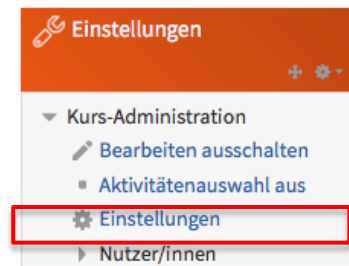 Einstellungen
Kurs-Administration
Bearbeiten ausschalten
Aktivitätenauswahl aus
Einstellungen
Nutzer/innen